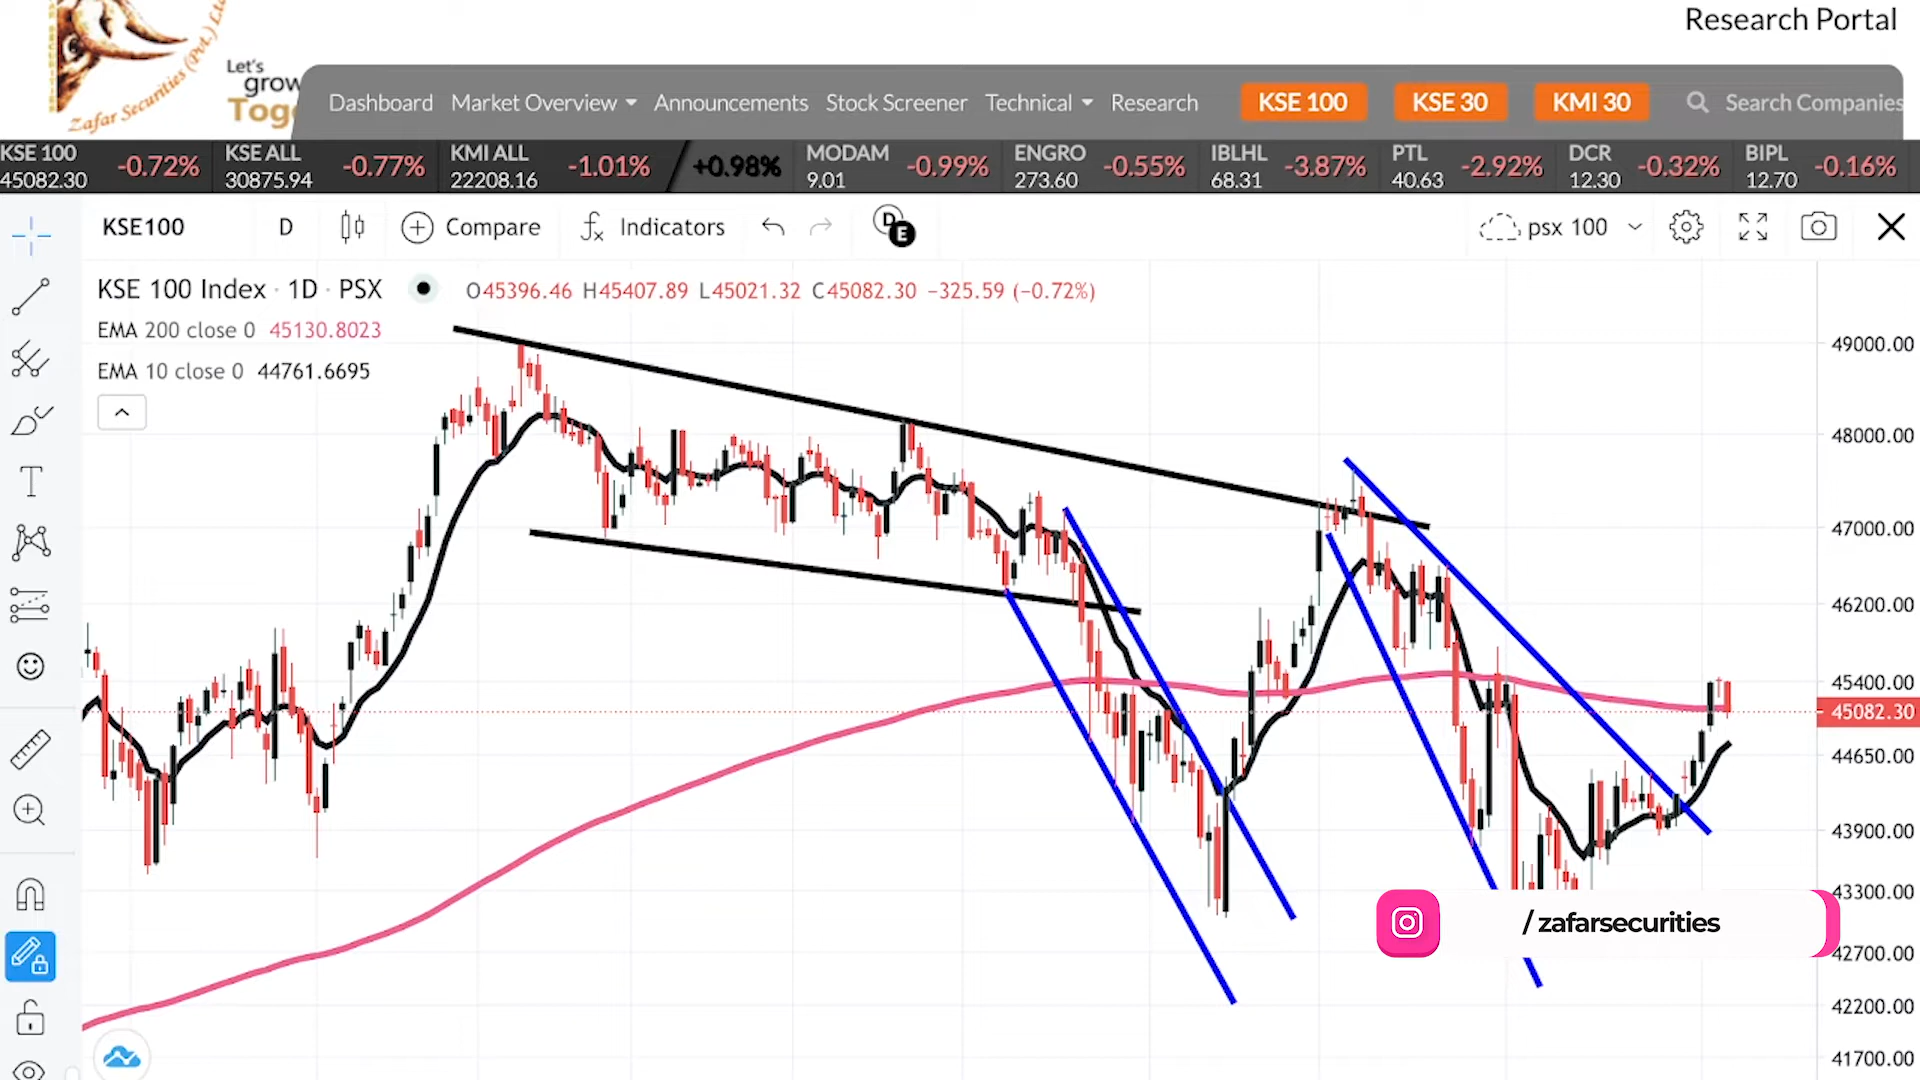 Research Portal
Zafar Securities (Pvt.) Lt
Let's
grow
Tog
Dashboard Market Overview Announcements Stock Screener Technical Research KSE 100 KSE 30 KMI 30 Search Companies
KSE 100 45082.30 -0.72% KSE ALL 30875.94 -0.77% KMI ALL 22208.16 -1.01% +0.98% MODAM 9.01 -0.99% ENGRO 273.60 -0.55% IBLHL 68.31 -3.87% PTL 40.63 -2.92% DCR 12.30 -0.32% BIPL 12.70 -0.16%
KSE100 D Compare fx Indicators D E psx 100
KSE 100 Index · 1D · PSX O45396.46 H45407.89 L45021.32 C45082.30 −325.59 (−0.72%)
EMA 200 close 0 45130.8023
EMA 10 close 0 44761.6695
49000.00
48000.00
47000.00
46200.00
45400.00
45082.30
44650.00
43900.00
43300.00
/ zafarsecurities
42700.00
42200.00
41700.00